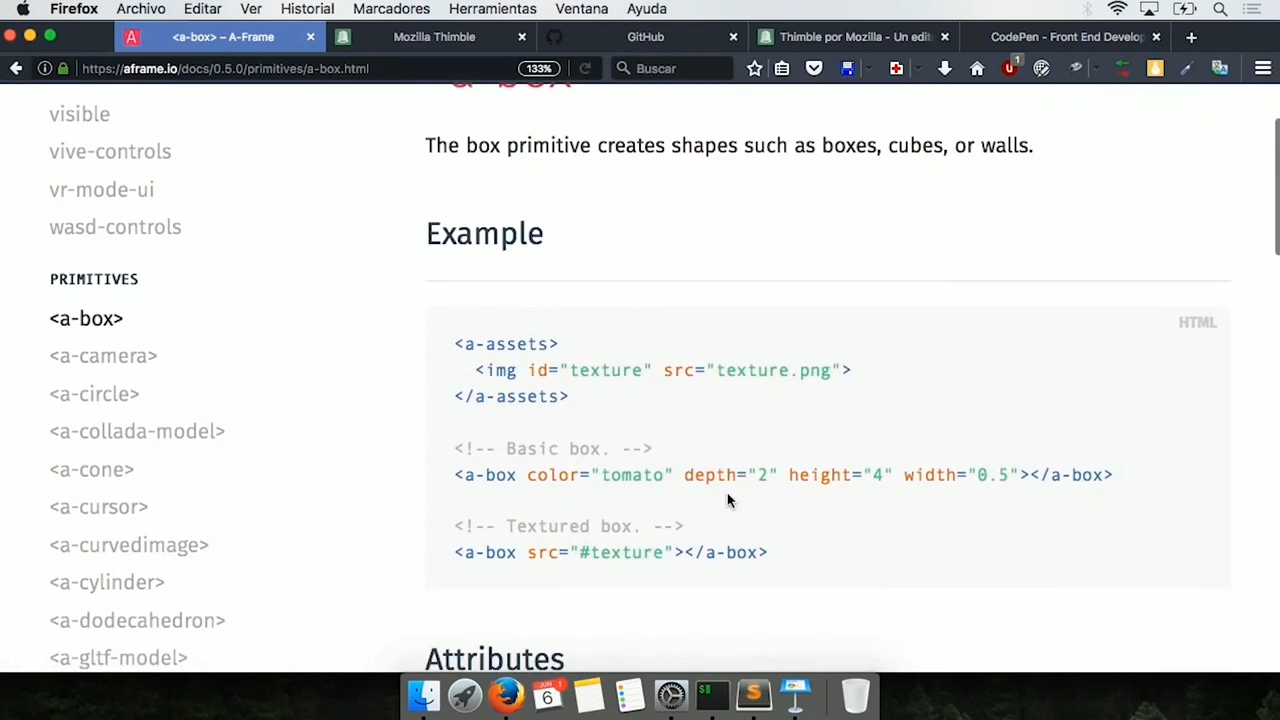 Firefox Archivo Editar Ver Historial Marcadores Herramientas Ventana Ayuda
<a-box> – A-Frame
Mozilla Thimble
GitHub
Thimble por Mozilla - Un edit
CodePen - Front End Develop
https://aframe.io/docs/0.5.0/primitives/a-box.html
133%
Buscar
1
visible
vive-controls
vr-mode-ui
wasd-controls
PRIMITIVES
<a-box>
<a-camera>
<a-circle>
<a-collada-model>
<a-cone>
<a-cursor>
<a-curvedimage>
<a-cylinder>
<a-dodecahedron>
<a-gltf-model>
The box primitive creates shapes such as boxes, cubes, or walls.
Example
HTML
<a-assets>
<img id="texture" src="texture.png">
</a-assets>
<!-- Basic box. -->
<a-box color="tomato" depth="2" height="4" width="0.5"></a-box>
<!-- Textured box. -->
<a-box src="#texture"></a-box>
Attributes
JUN
6